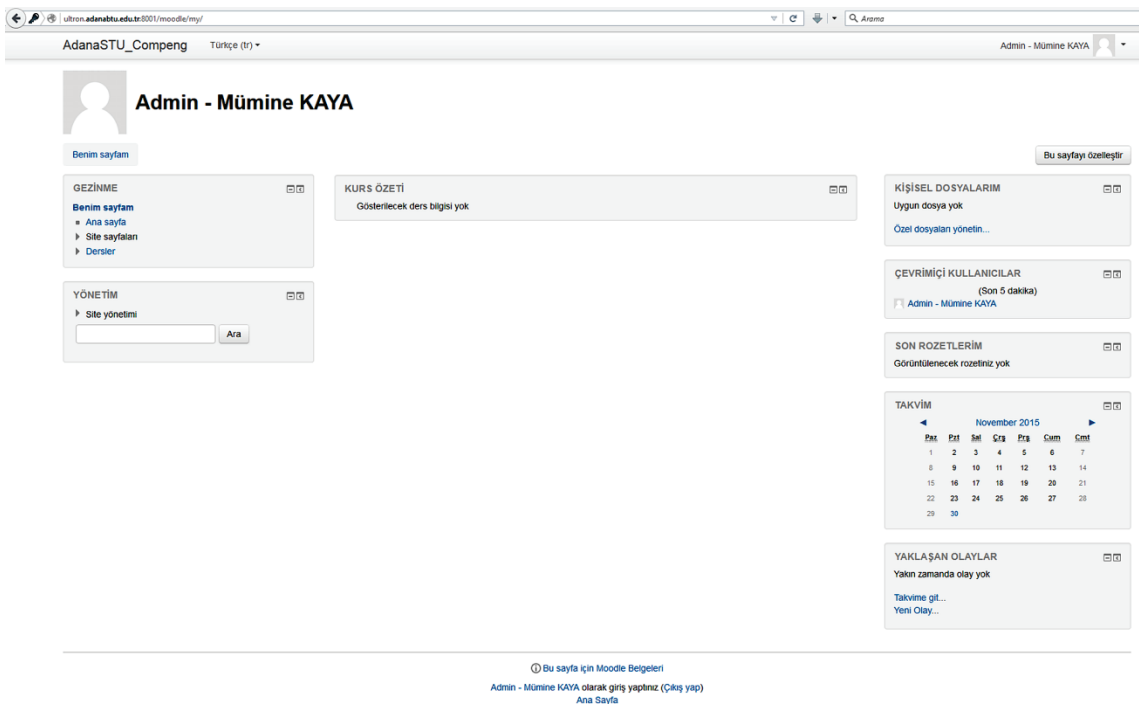 ultron.adanabtu.edu.tr:8001/moodle/my/
Arama
AdanaSTU_Compeng
Türkçe (tr)
Admin - Mümine KAYA
Admin - Mümine KAYA
Benim sayfam
Bu sayfayı özelleştir
GEZİNME
Benim sayfam
Ana sayfa
Site sayfaları
Dersler
YÖNETİM
Site yönetimi
Ara
KURS ÖZETİ
Gösterilecek ders bilgisi yok
KİŞİSEL DOSYALARIM
Uygun dosya yok
Özel dosyaları yönetin...
ÇEVRİMİÇİ KULLANICILAR
(Son 5 dakika)
Admin - Mümine KAYA
SON ROZETLERİM
Görüntülenecek rozetiniz yok
TAKVİM
November 2015
Paz Pzt Sal Çrş Prş Cum Cmt
1 2 3 4 5 6 7
8 9 10 11 12 13 14
15 16 17 18 19 20 21
22 23 24 25 26 27 28
29 30
YAKLAŞAN OLAYLAR
Yakın zamanda olay yok
Takvime git...
Yeni Olay...
Bu sayfa için Moodle Belgeleri
Admin - Mümine KAYA olarak giriş yaptınız (Çıkış yap)
Ana Sayfa